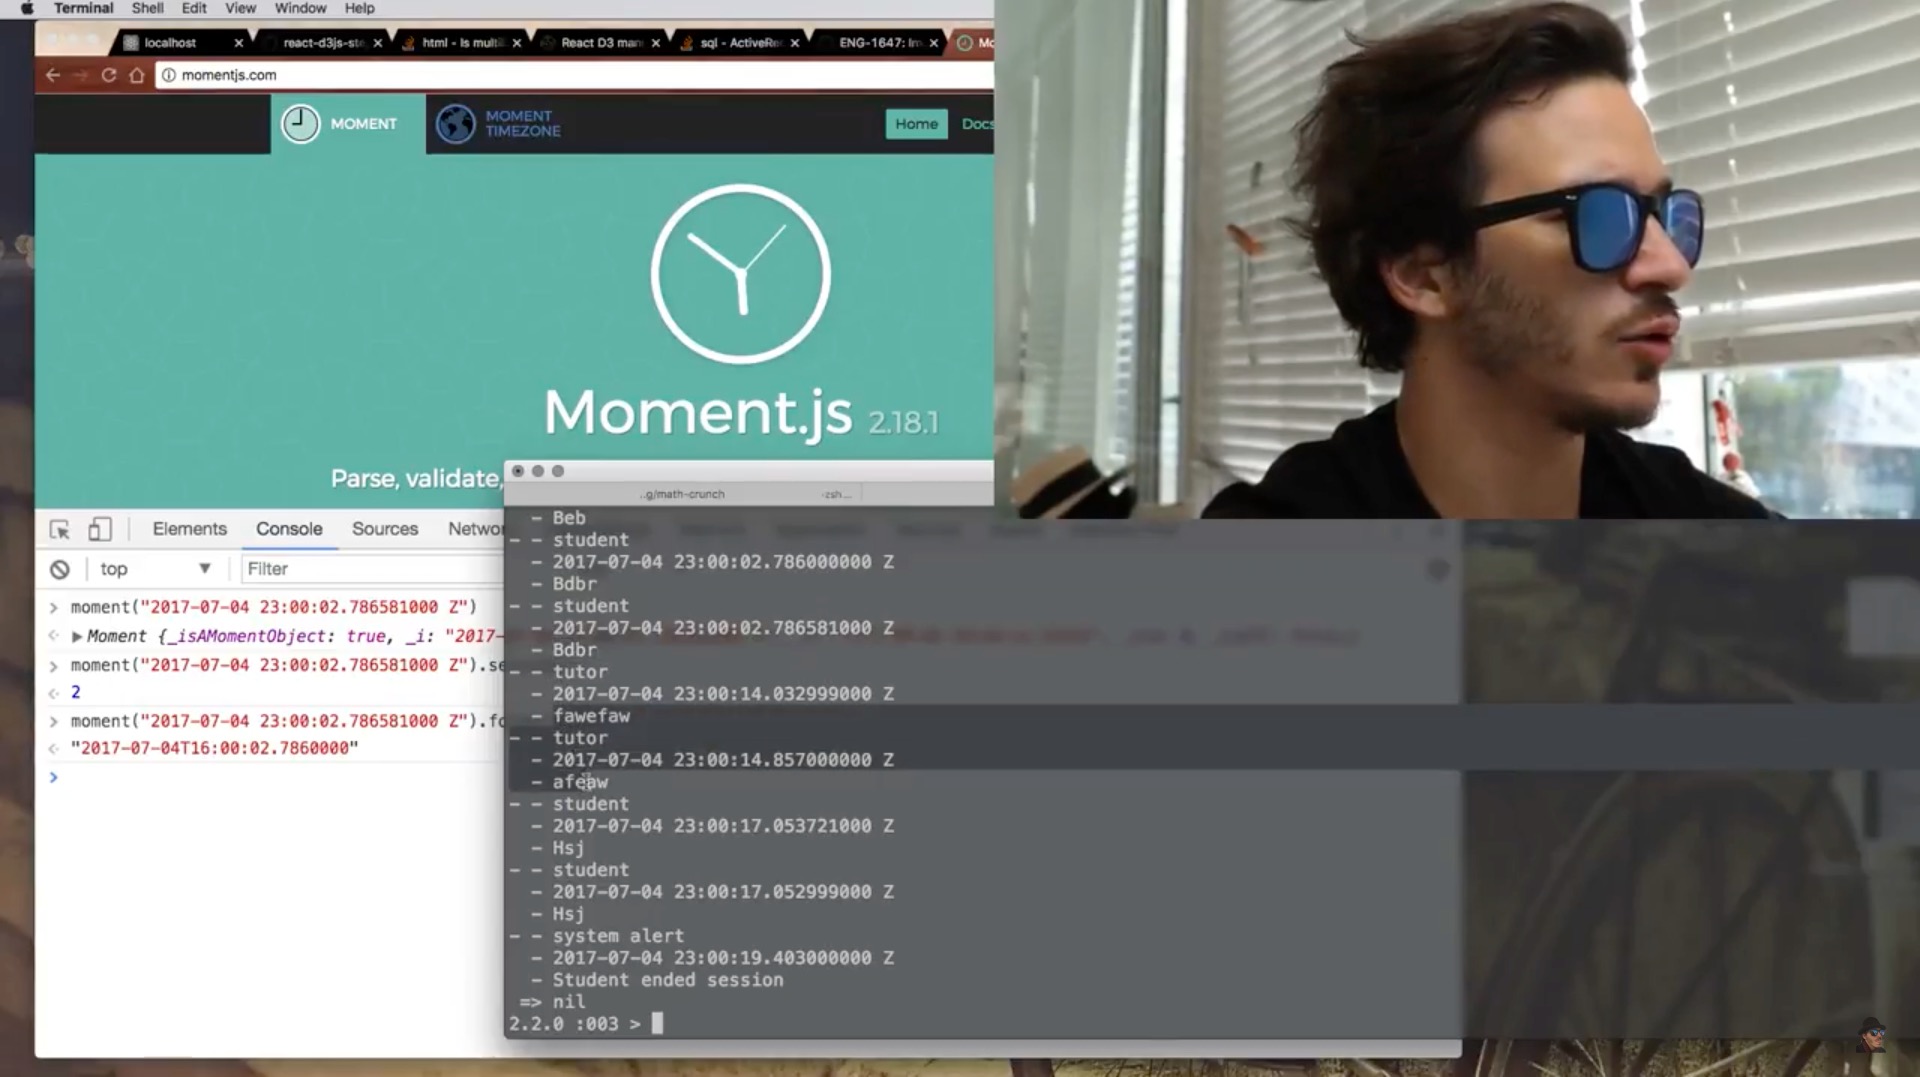 Terminal Shell Edit View Window Help
localhost react-d3js-ste html - Is multi React D3 man sql - ActiveRe ENG-1647: Im Mo
momentjs.com
MOMENT
MOMENT
TIMEZONE
Home Docs
Moment.js 2.18.1
Parse, validate,
..g/math-crunch -zsh...
Elements Console Sources Networ
top Filter
moment("2017-07-04 23:00:02.786581000 Z")
Moment {_isAMomentObject: true, _i: "2017-
moment("2017-07-04 23:00:02.786581000 Z").se
2
moment("2017-07-04 23:00:02.786581000 Z").fo
"2017-07-04T16:00:02.7860000"
>
- Beb
- - student
- 2017-07-04 23:00:02.786000000 Z
- Bdbr
- - student
- 2017-07-04 23:00:02.786581000 Z
- Bdbr
- - tutor
- 2017-07-04 23:00:14.032999000 Z
- fawefaw
- - tutor
- 2017-07-04 23:00:14.857000000 Z
- afeaw
- - student
- 2017-07-04 23:00:17.053721000 Z
- Hsj
- - student
- 2017-07-04 23:00:17.052999000 Z
- Hsj
- - system alert
- 2017-07-04 23:00:19.403000000 Z
- Student ended session
=> nil
2.2.0 :003 >